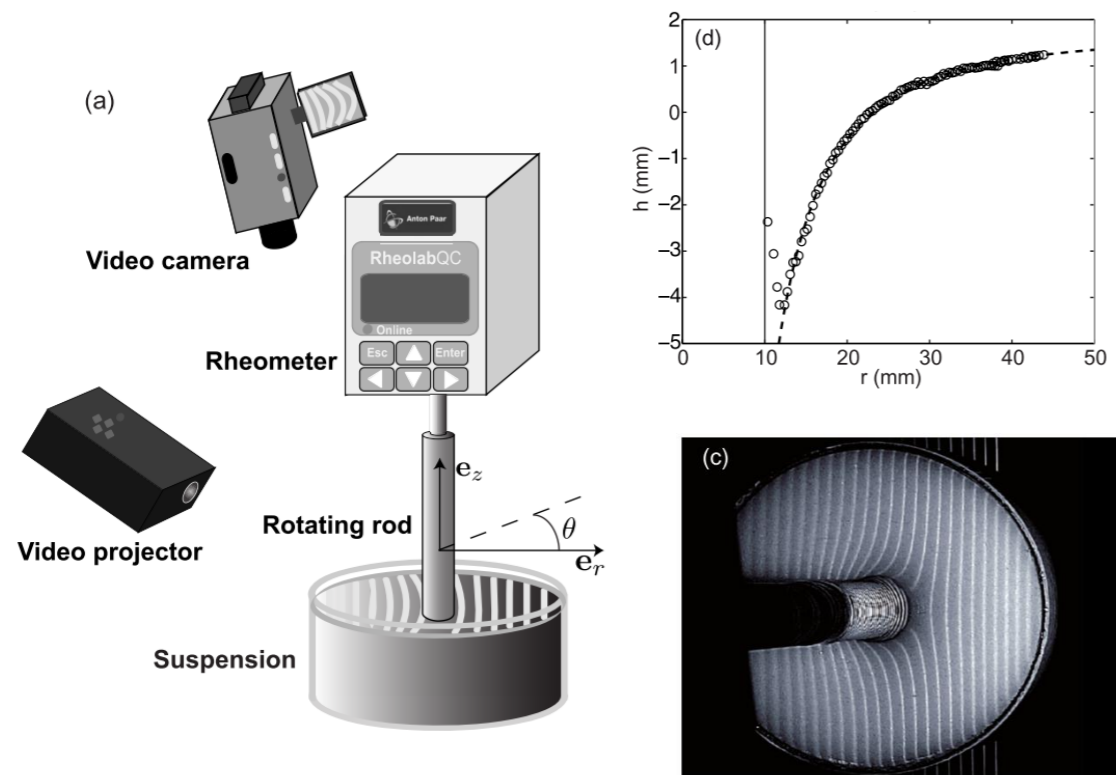 (a)
Video camera
Anton Paar
RheolabQC
Online
Esc
Enter
Rheometer
e_z
Rotating rod
θ
e_r
Video projector
Suspension
(d)
h (mm)
2
1
0
−1
−2
−3
−4
−5
0
10
20
30
40
50
r (mm)
(c)